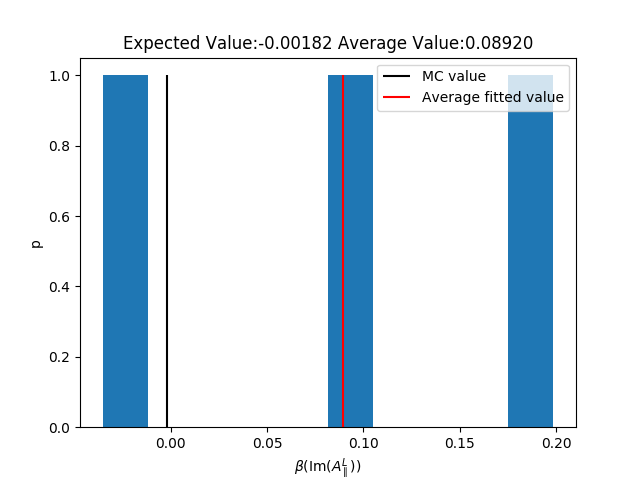 Expected Value:-0.00182 Average Value:0.08920
MC value
Average fitted value
1.0
0.8
0.6
0.4
0.2
0.0
p
0.00 0.05 0.10 0.15 0.20
β(Im(A^L_∥))